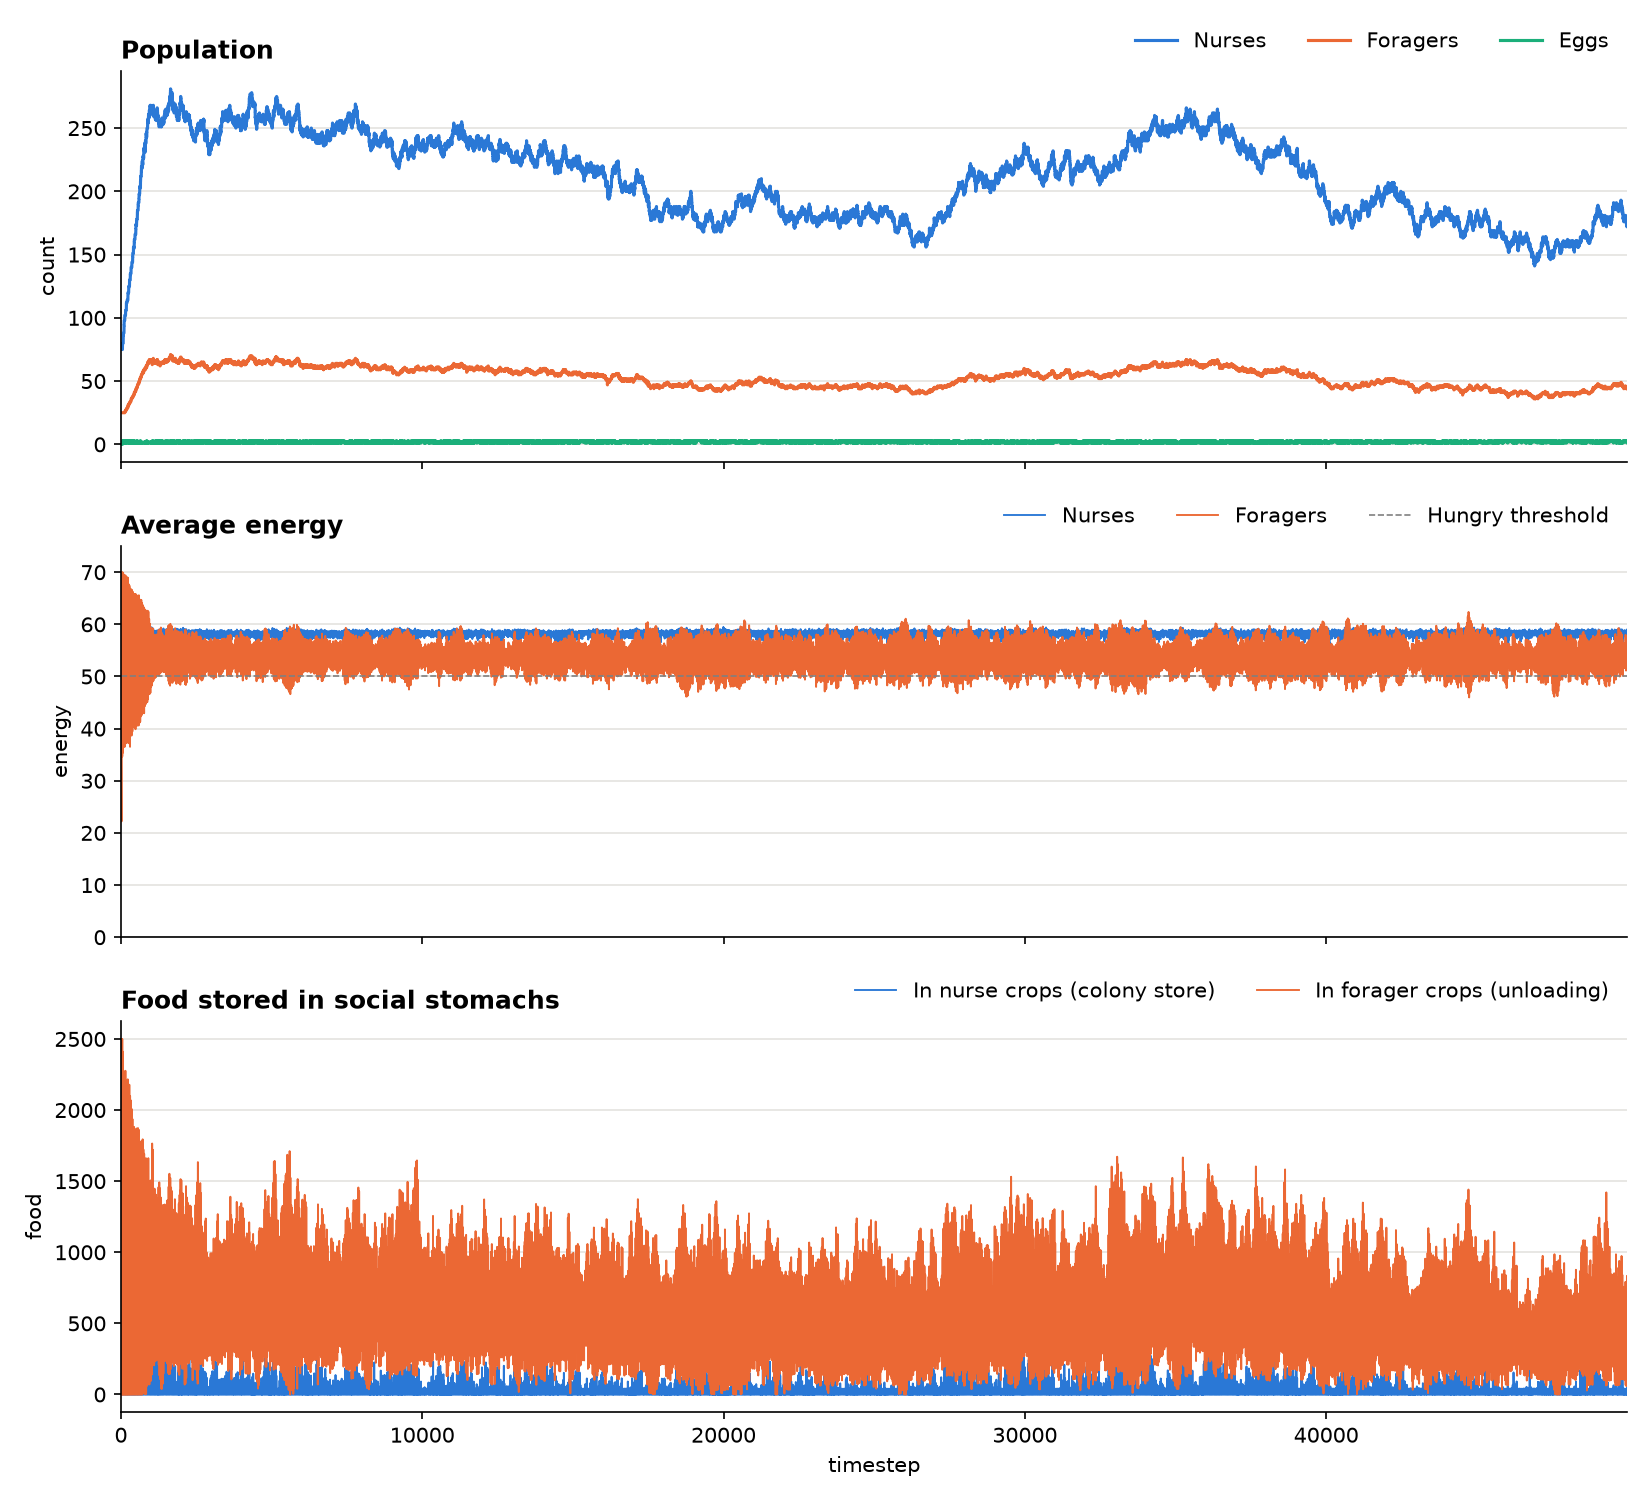 Population
Nurses Foragers Eggs
250
200
150
100
50
0
count
Average energy
Nurses Foragers Hungry threshold
70
60
50
40
30
20
10
0
energy
Food stored in social stomachs
In nurse crops (colony store) In forager crops (unloading)
2500
2000
1500
1000
500
0
food
0 10000 20000 30000 40000
timestep